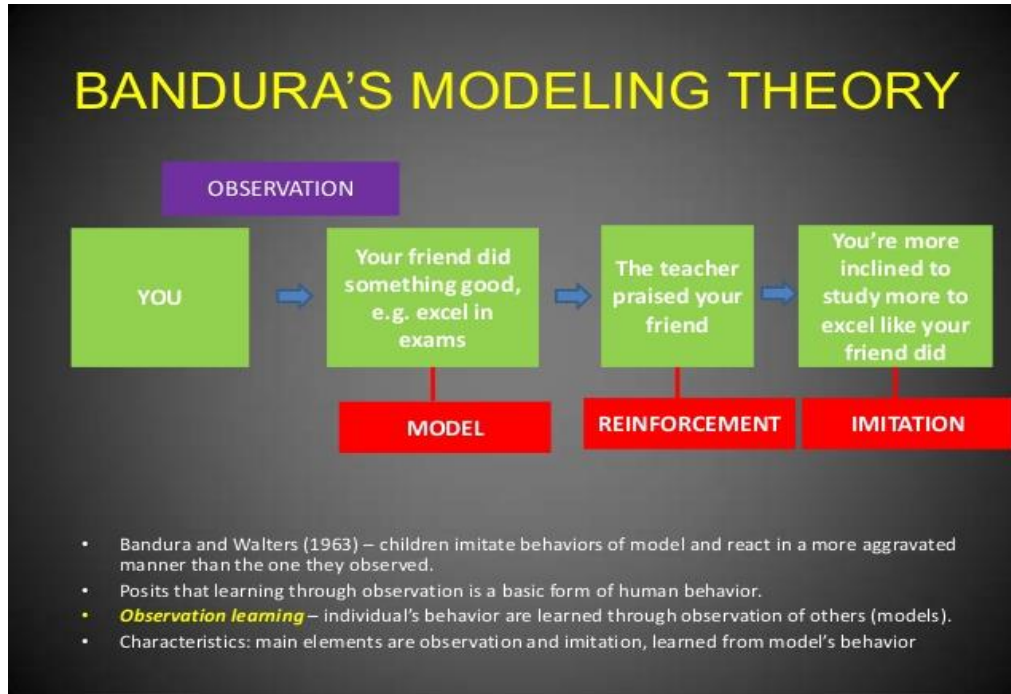 BANDURA'S MODELING THEORY
OBSERVATION
YOU
Your friend did
something good,
e.g. excel in
exams
The teacher
praised your
friend
You're more
inclined to
study more to
excel like your
friend did
MODEL
REINFORCEMENT
IMITATION
• Bandura and Walters (1963) – children imitate behaviors of model and react in a more aggravated
manner than the one they observed.
• Posits that learning through observation is a basic form of human behavior.
• Observation learning – individual's behavior are learned through observation of others (models).
• Characteristics: main elements are observation and imitation, learned from model's behavior